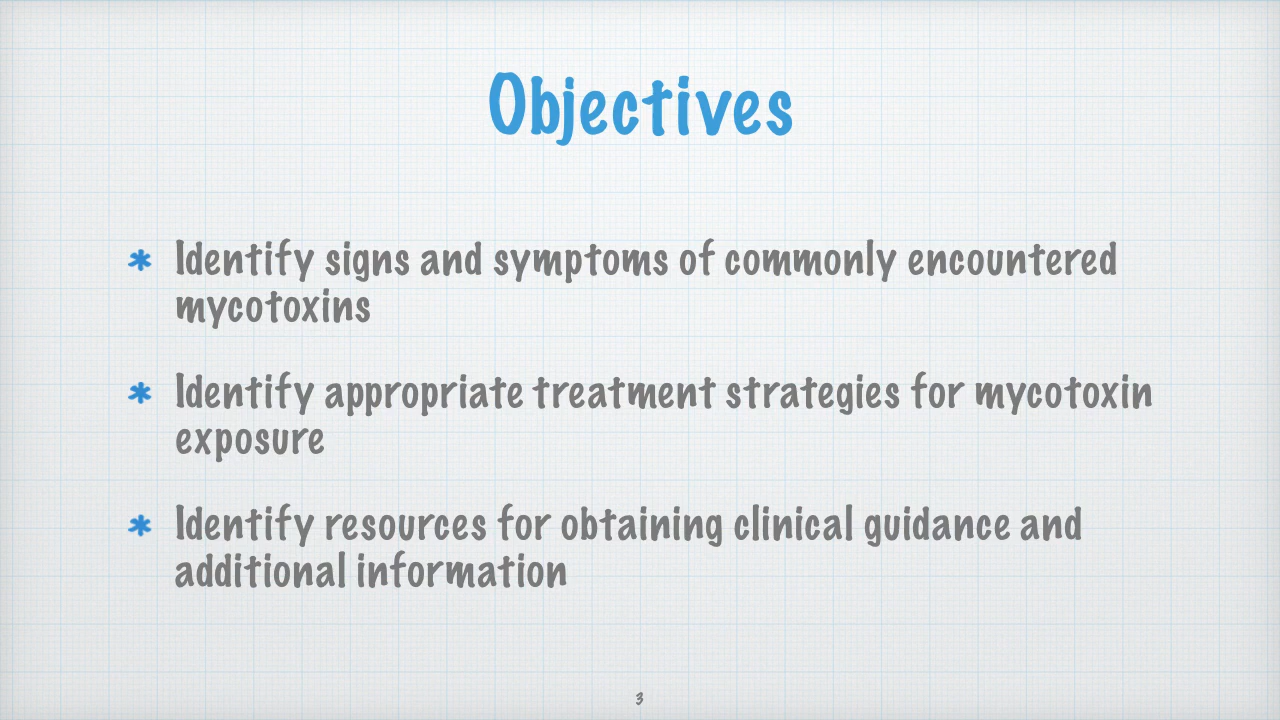 Objectives
✱ Identify signs and symptoms of commonly encountered
mycotoxins
✱ Identify appropriate treatment strategies for mycotoxin
exposure
✱ Identify resources for obtaining clinical guidance and
additional information
3